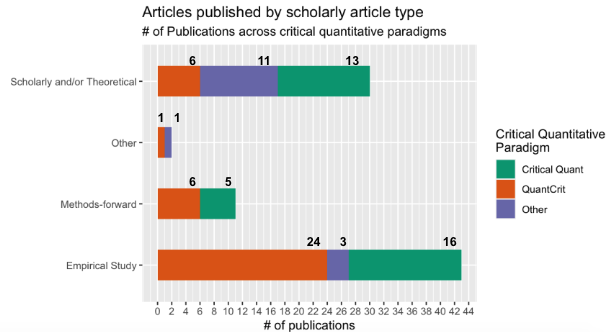 Articles published by scholarly article type
# of Publications across critical quantitative paradigms
6 11 13
Scholarly and/or Theoretical
1 1
Other
6 5
Methods-forward
24 3 16
Empirical Study
0 2 4 6 8 10 12 14 16 18 20 22 24 26 28 30 32 34 36 38 40 42 44
# of publications
Critical Quantitative
Paradigm
Critical Quant
QuantCrit
Other